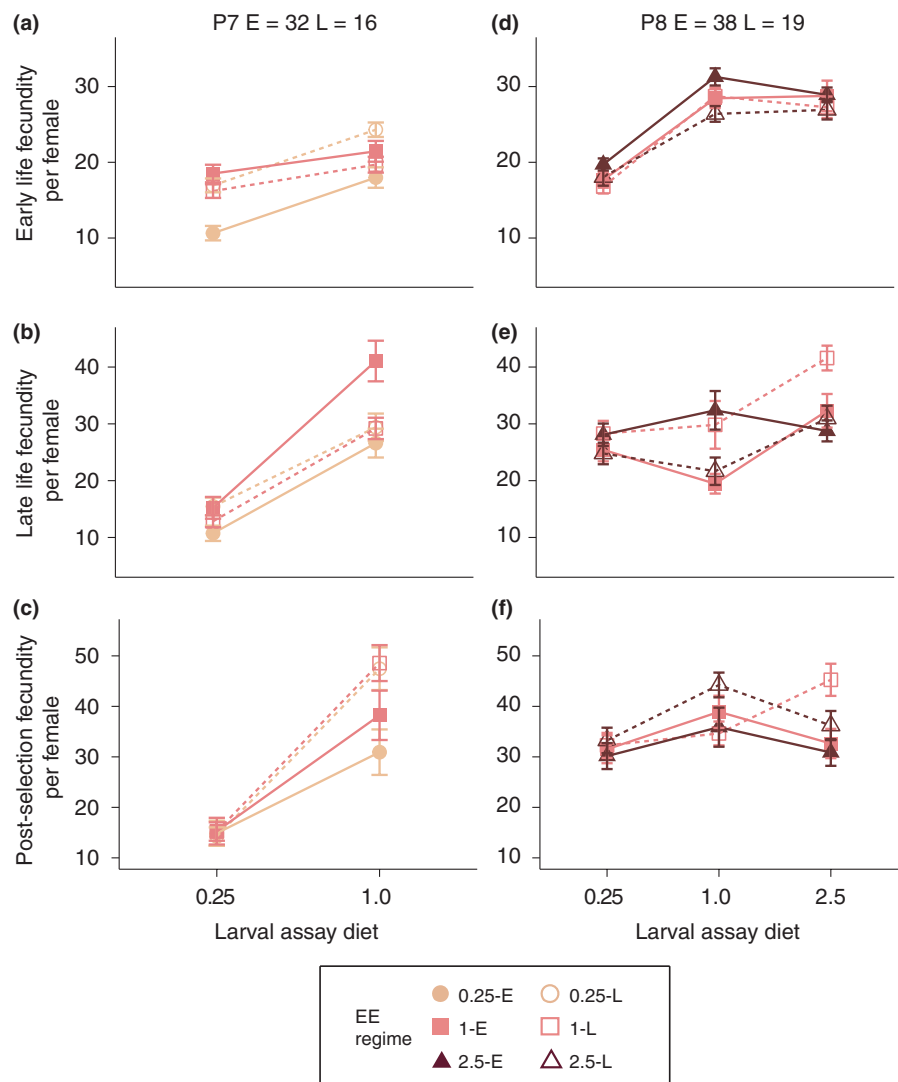 (a)
P7 E = 32 L = 16
(d)
P8 E = 38 L = 19
Early life fecundity
per female
30
20
10
30
20
10
(b)
(e)
Late life fecundity
per female
40
30
20
10
40
30
20
10
(c)
(f)
Post-selection fecundity
per female
50
40
30
20
10
50
40
30
20
10
0.25
1.0
0.25
1.0
2.5
Larval assay diet
Larval assay diet
EE
regime
0.25-E
0.25-L
1-E
1-L
2.5-E
2.5-L